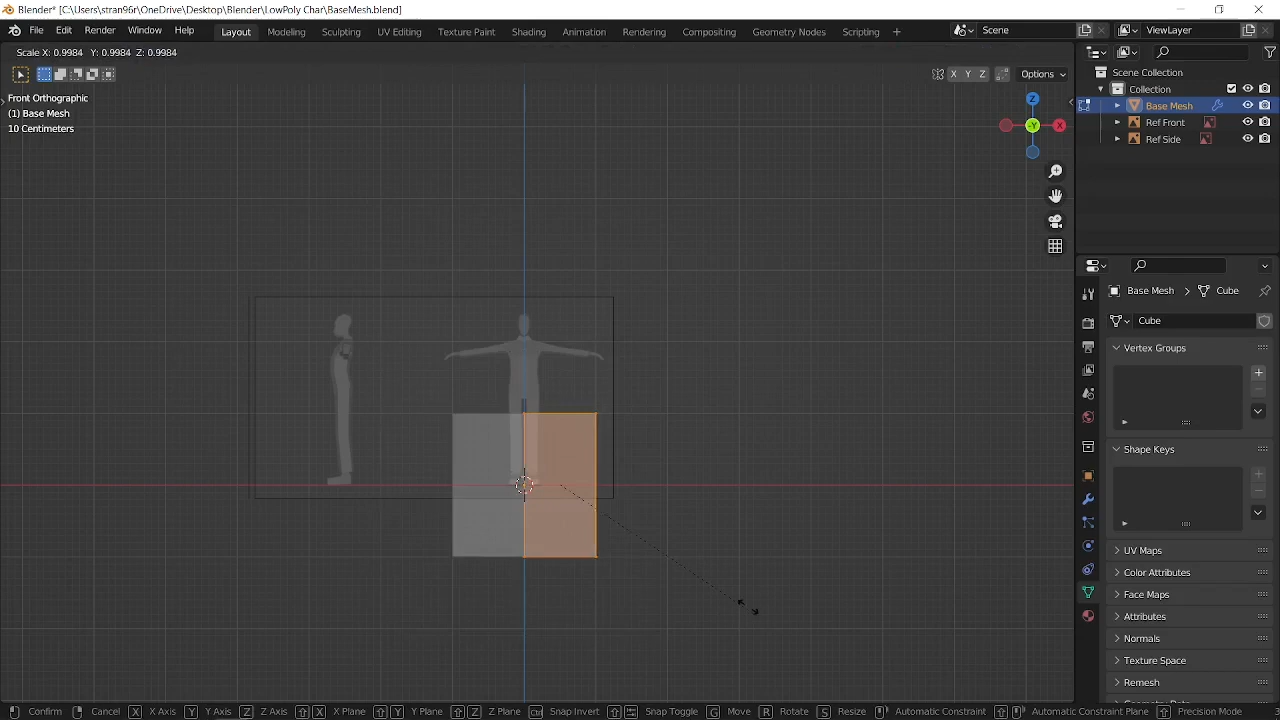 Blender* [C:\Users\stran96r\OneDrive\Desktop\Blender\LowPoly Char\BaseMesh.blend]
File Edit Render Window Help Layout Modeling Sculpting UV Editing Texture Paint Shading Animation Rendering Compositing Geometry Nodes Scripting + Scene ViewLayer
Scale X: 0.9984 Y: 0.9984 Z: 0.9984
X Y Z Options
Front Orthographic
(1) Base Mesh
10 Centimeters
Z
-Y X
Scene Collection
Collection
Base Mesh
Ref Front
Ref Side
Base Mesh > Cube
Cube
Vertex Groups
Shape Keys
UV Maps
Color Attributes
Face Maps
Attributes
Normals
Texture Space
Remesh
Confirm Cancel X X Axis Y Y Axis Z Z Axis X X Plane Y Y Plane Z Z Plane Ctrl Snap Invert Snap Toggle G Move R Rotate S Resize Automatic Constraint Automatic Constraint Plane Precision Mode